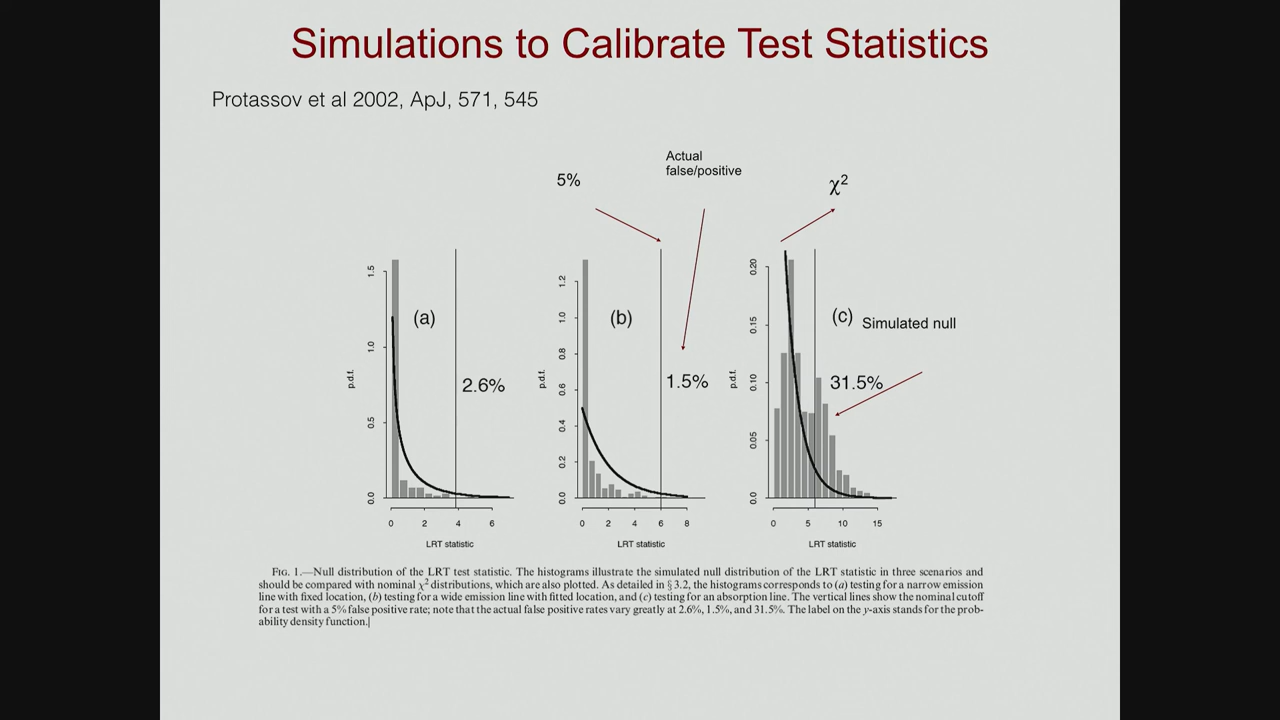 Simulations to Calibrate Test Statistics
Protassov et al 2002, ApJ, 571, 545
Actual
false/positive
5%
χ²
(a)
2.6%
p.d.f.
0.0
0.5
1.0
1.5
0
2
4
6
LRT statistic
(b)
1.5%
p.d.f.
0.0
0.2
0.4
0.6
0.8
1.0
1.2
0
2
4
6
8
LRT statistic
(c)
Simulated null
31.5%
p.d.f.
0.0
0.05
0.10
0.15
0.20
0
5
10
15
LRT statistic
FIG. 1.—Null distribution of the LRT test statistic. The histograms illustrate the simulated null distribution of the LRT statistic in three scenarios and
should be compared with nominal χ² distributions, which are also plotted. As detailed in § 3.2, the histograms corresponds to (a) testing for a narrow emission
line with fixed location, (b) testing for a wide emission line with fitted location, and (c) testing for an absorption line. The vertical lines show the nominal cutoff
for a test with a 5% false positive rate; note that the actual false positive rates vary greatly at 2.6%, 1.5%, and 31.5%. The label on the y-axis stands for the prob-
ability density function.